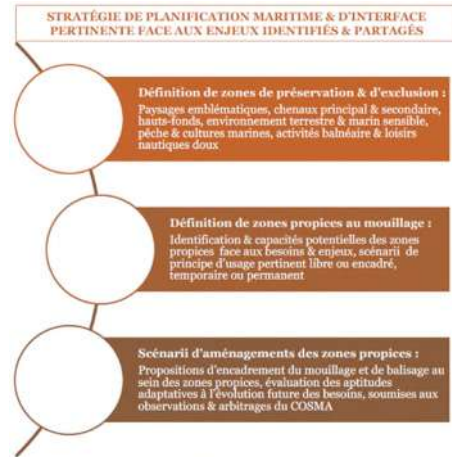 STRATÉGIE DE PLANIFICATION MARITIME & D'INTERFACE
PERTINENTE FACE AUX ENJEUX IDENTIFIÉS & PARTAGÉS
Définition de zones de préservation & d'exclusion :
Paysages emblématiques, chenaux principal & secondaire,
hauts-fonds, environnement terrestre & marin sensible,
pêche & cultures marines, activités balnéaire & loisirs
nautiques doux
Définition de zones propices au mouillage :
Identification & capacités potentielles des zones
propices face aux besoins & enjeux, scénarii de
principe d'usage pertinent libre ou encadré,
temporaire ou permanent
Scénarii d'aménagements des zones propices :
Propositions d'encadrement du mouillage et de balisage au
sein des zones propices, évaluation des aptitudes
adaptatives à l'évolution future des besoins, soumises aux
observations & arbitrages du COSMA